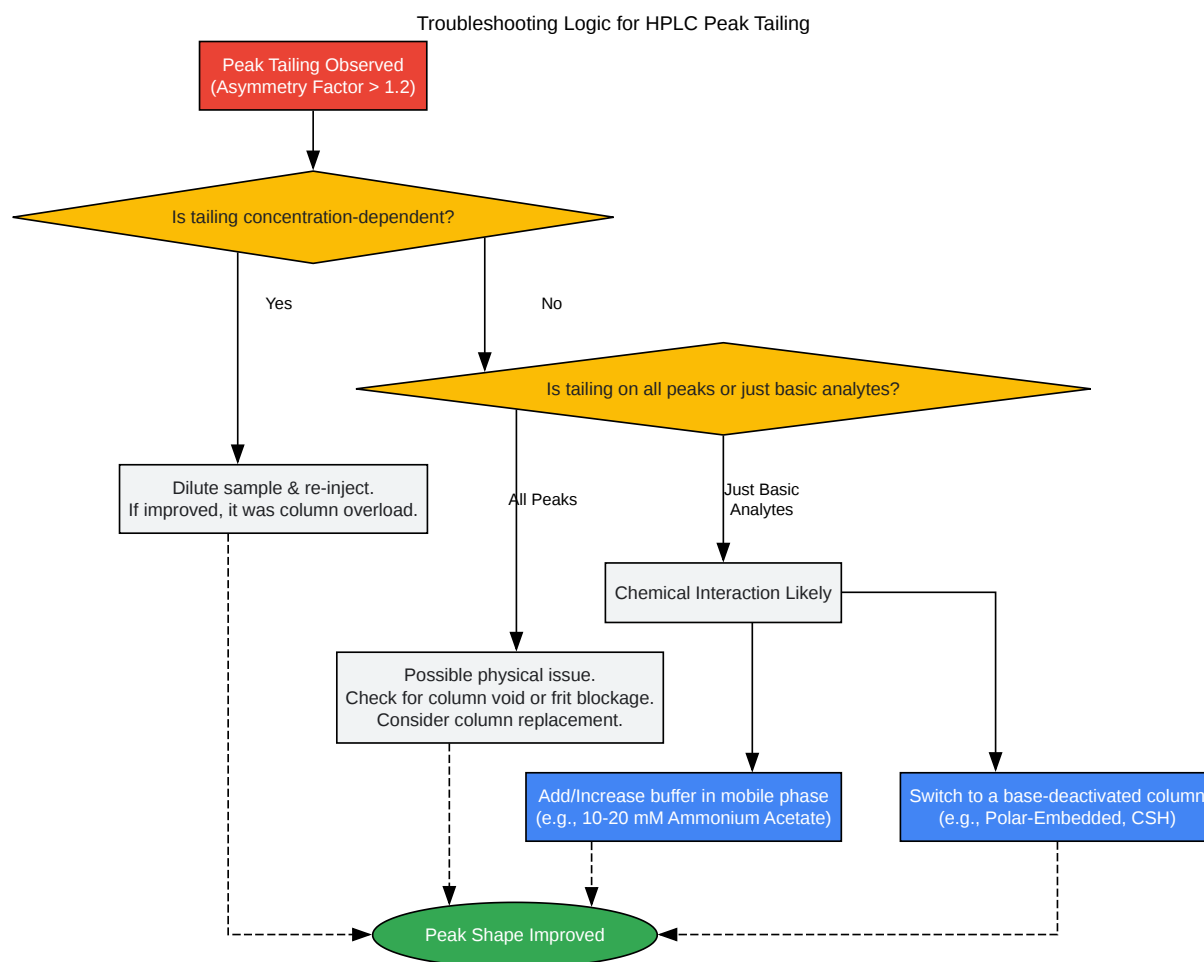 Troubleshooting Logic for HPLC Peak Tailing
Peak Tailing Observed
(Asymmetry Factor > 1.2)
Is tailing concentration-dependent?
Yes
No
Is tailing on all peaks or just basic analytes?
Dilute sample & re-inject.
If improved, it was column overload.
All Peaks
Just Basic
Analytes
Chemical Interaction Likely
Possible physical issue.
Check for column void or frit blockage.
Consider column replacement.
Add/Increase buffer in mobile phase
(e.g., 10-20 mM Ammonium Acetate)
Switch to a base-deactivated column
(e.g., Polar-Embedded, CSH)
Peak Shape Improved